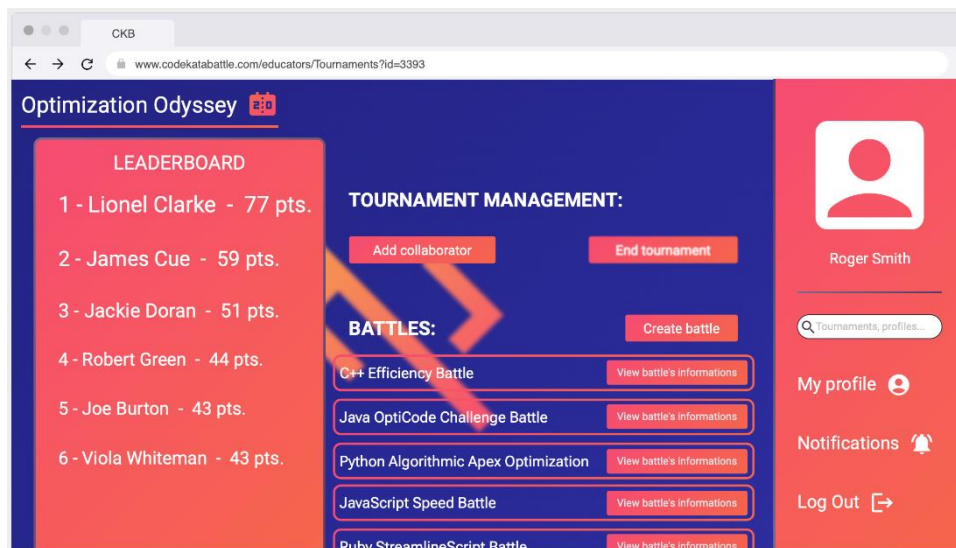 CKB
www.codekatabattle.com/educators/Tournaments?id=3393
Optimization Odyssey
LEADERBOARD
1 - Lionel Clarke - 77 pts.
2 - James Cue - 59 pts.
3 - Jackie Doran - 51 pts.
4 - Robert Green - 44 pts.
5 - Joe Burton - 43 pts.
6 - Viola Whiteman - 43 pts.
TOURNAMENT MANAGEMENT:
Add collaborator End tournament
BATTLES: Create battle
C++ Efficiency Battle View battle's informations
Java OptiCode Challenge Battle View battle's informations
Python Algorithmic Apex Optimization View battle's informations
JavaScript Speed Battle View battle's informations
Ruby StreamlineScript Battle View battle's informations
Roger Smith
Tournaments, profiles...
My profile
Notifications
Log Out